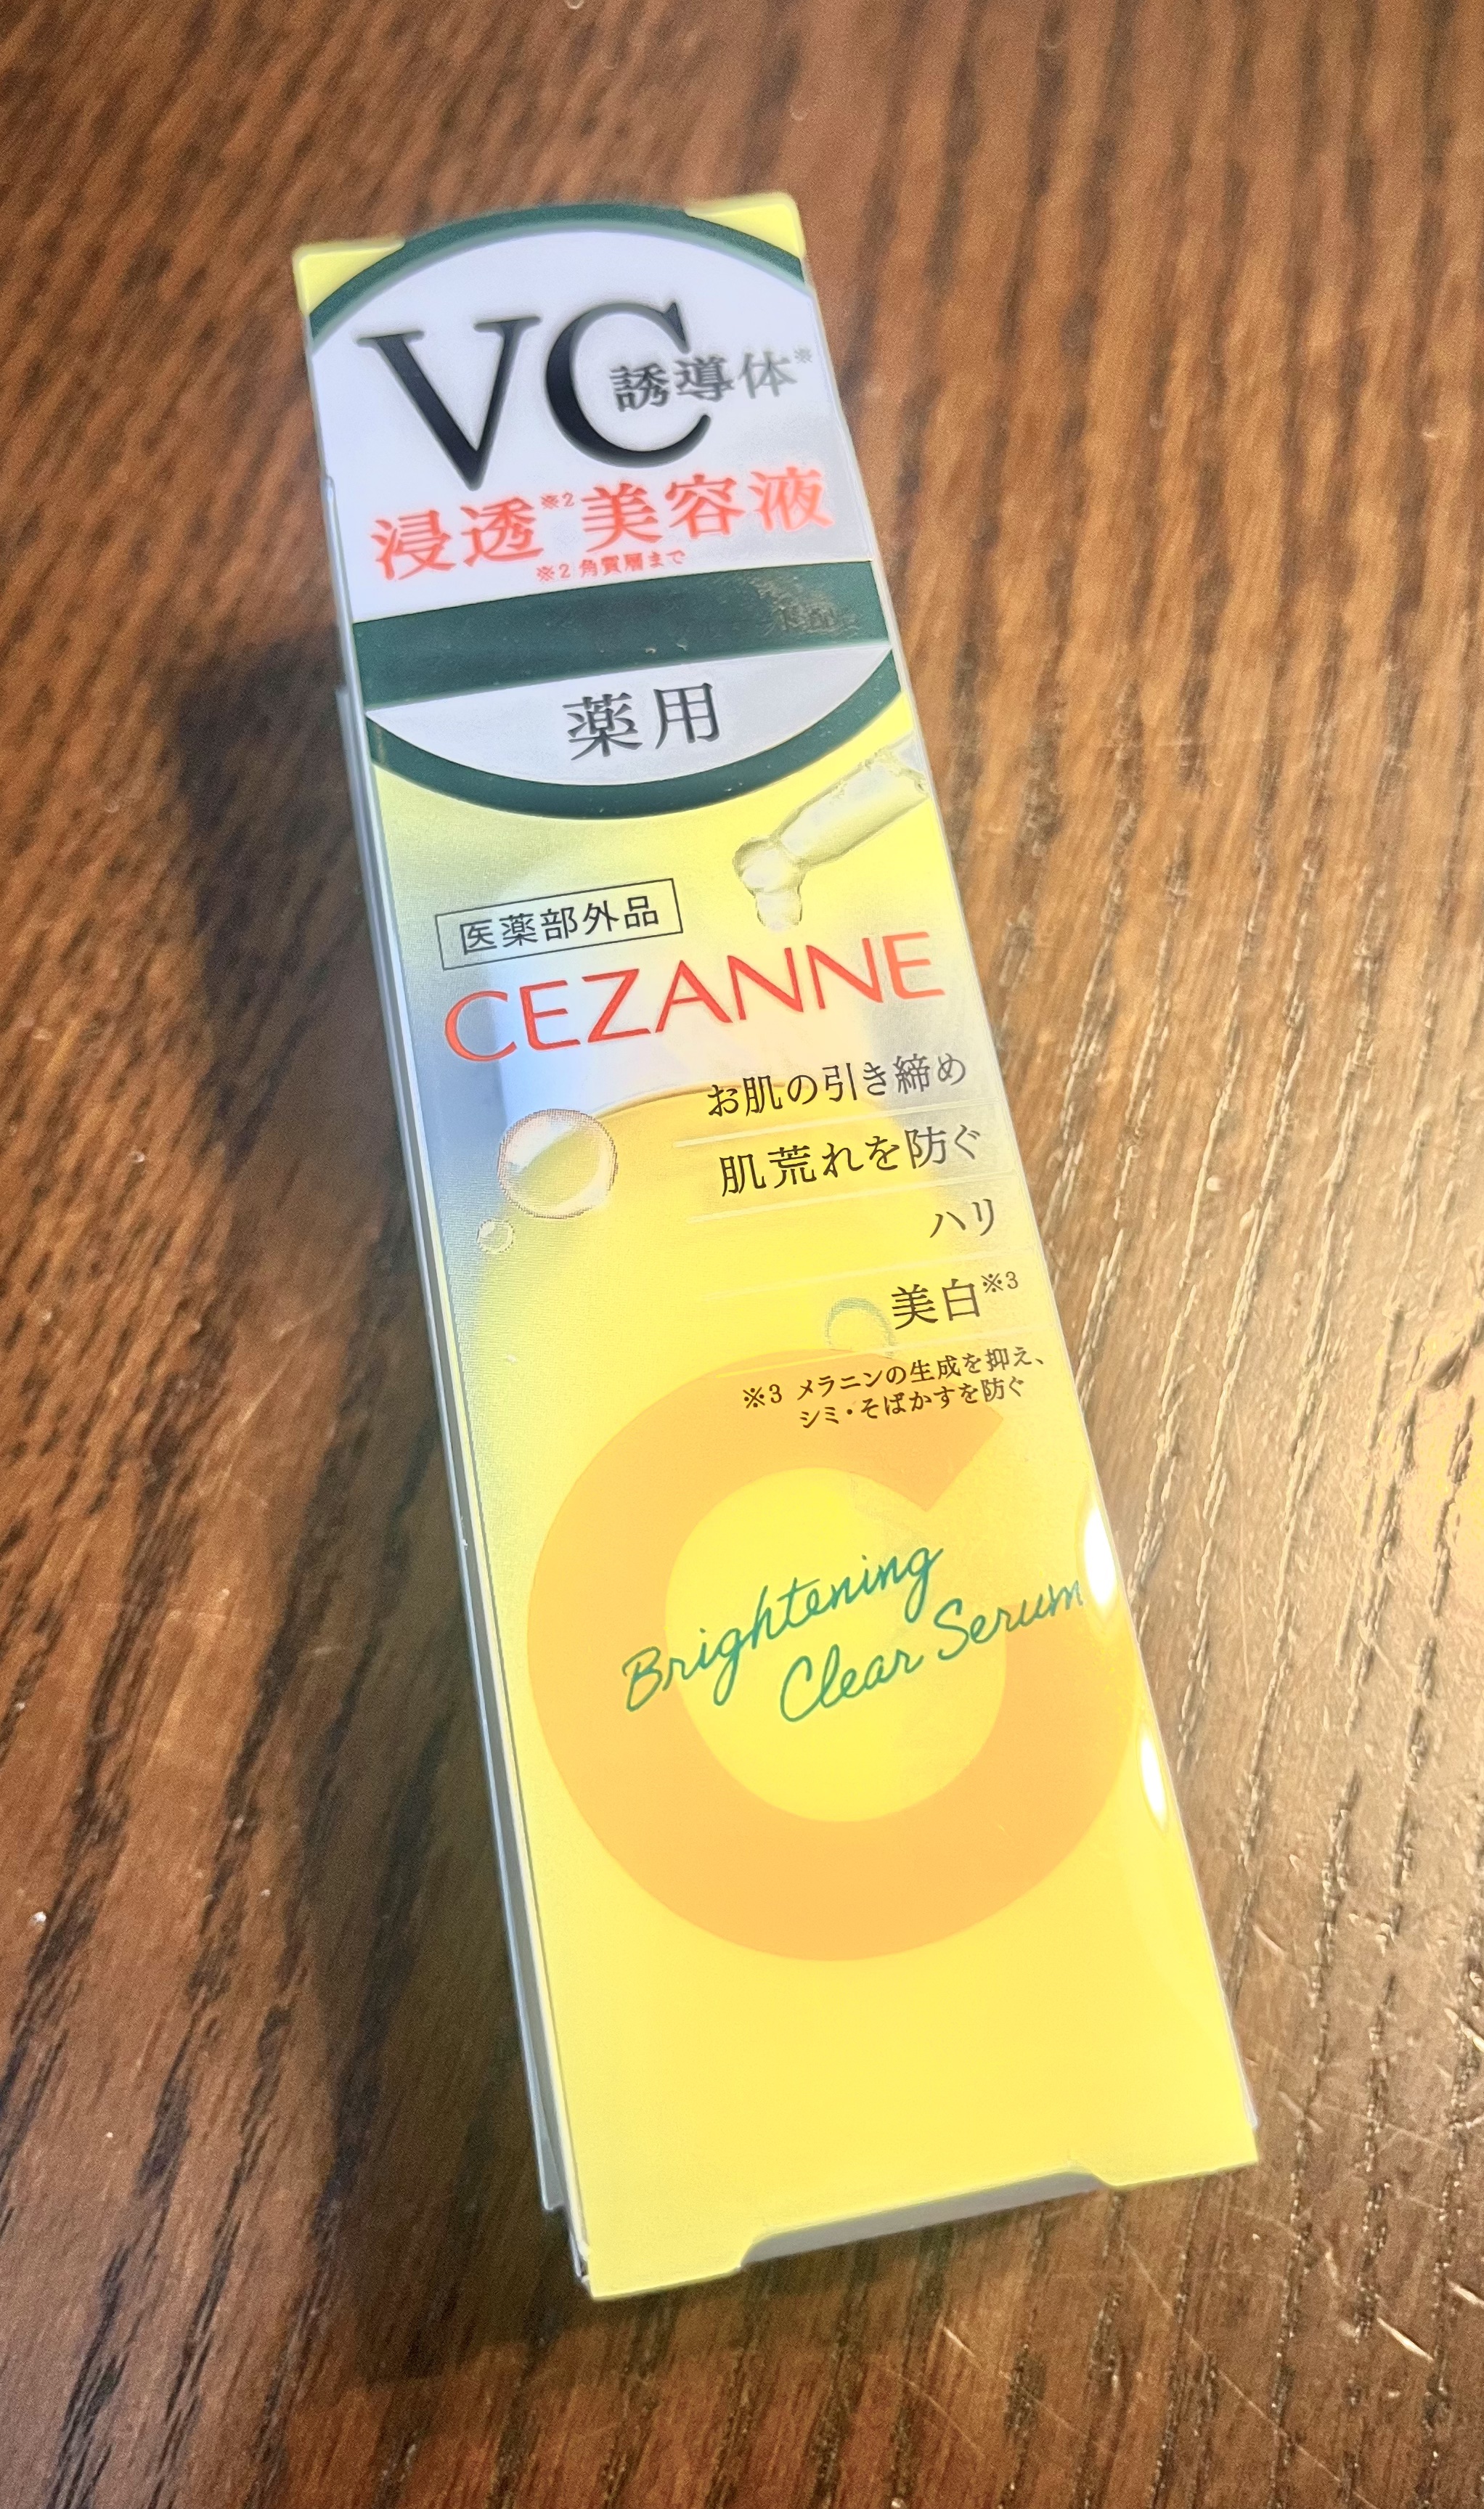 VC誘導体※
浸透※2美容液
※2 角質層まで
薬用
医薬部外品
CEZANNE
お肌の引き締め
肌荒れを防ぐ
ハリ
美白※3
※3 メラニンの生成を抑え、
シミ・そばかすを防ぐ
Brightening
Clear Serum